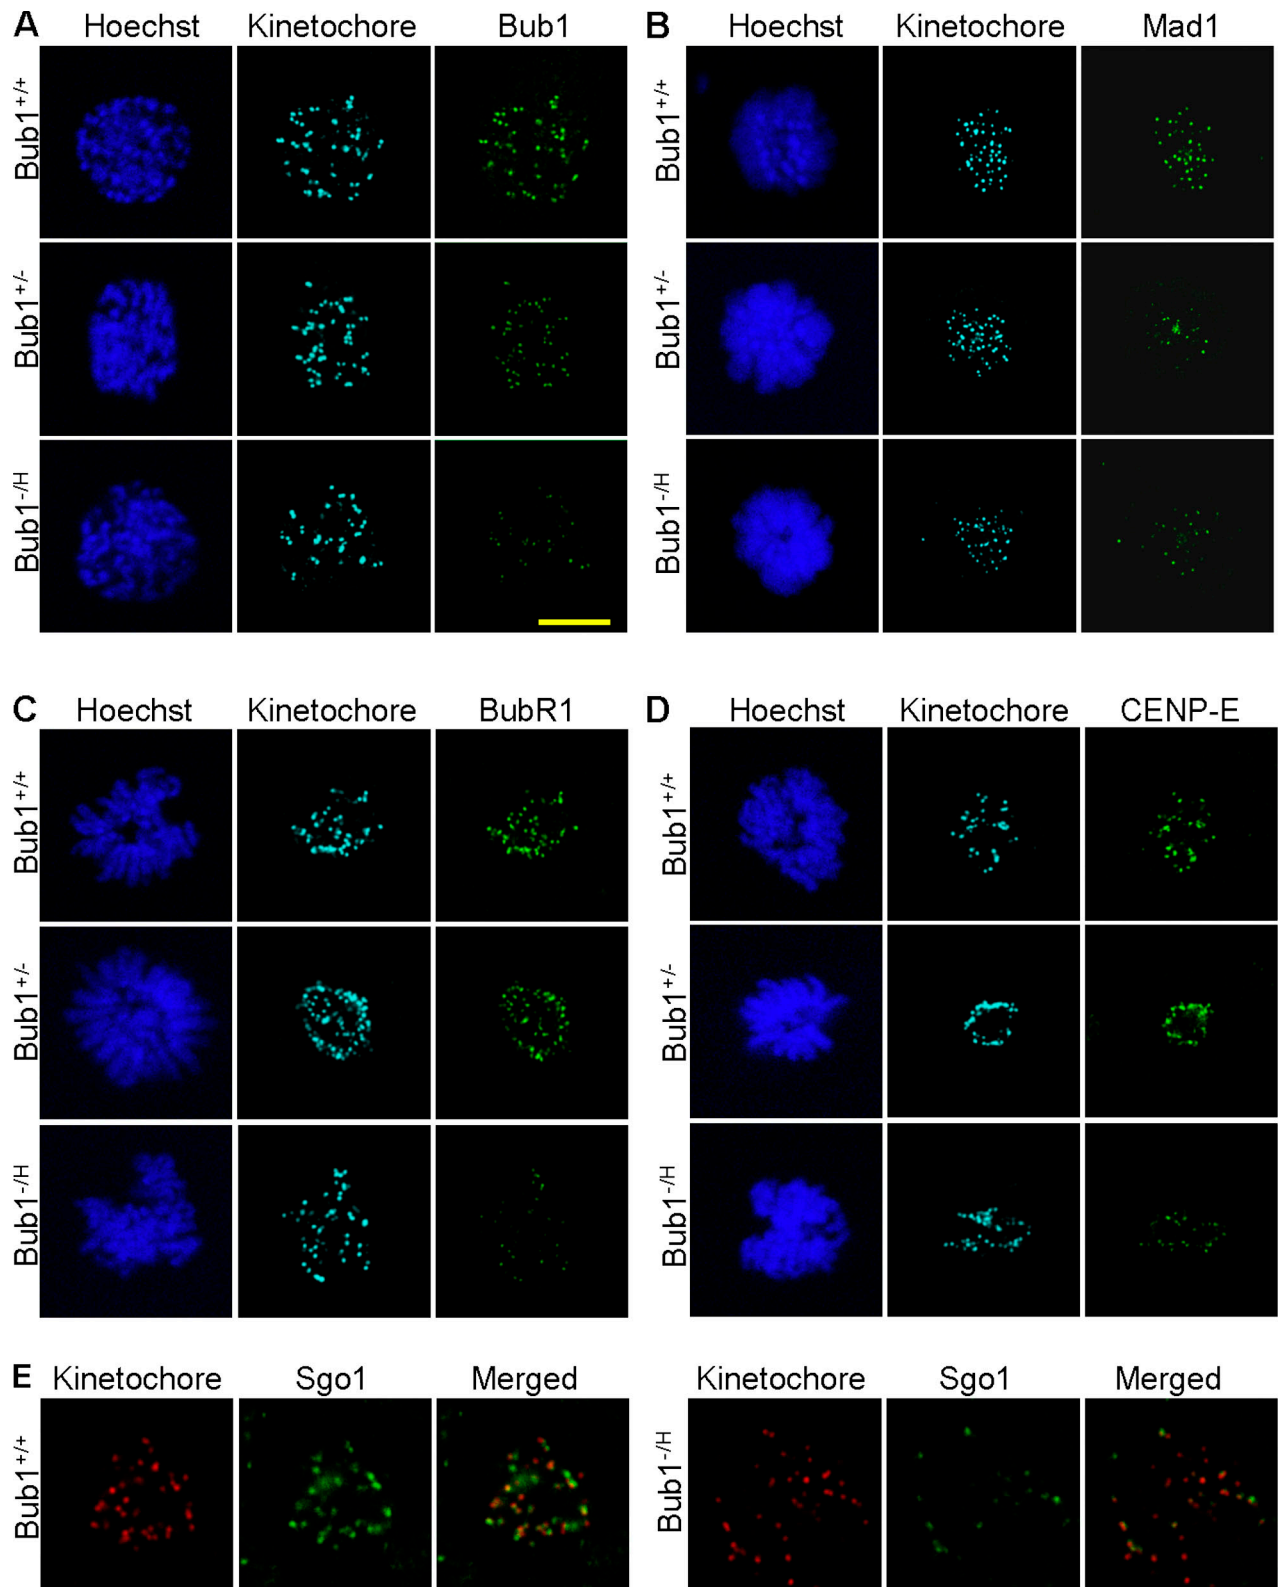 A Hoechst Kinetochore Bub1
Bub1+/+
Bub1+/-
Bub1-/H
B Hoechst Kinetochore Mad1
Bub1+/+
Bub1+/-
Bub1-/H
C Hoechst Kinetochore BubR1
Bub1+/+
Bub1+/-
Bub1-/H
D Hoechst Kinetochore CENP-E
Bub1+/+
Bub1+/-
Bub1-/H
E Kinetochore Sgo1 Merged
Bub1+/+
Kinetochore Sgo1 Merged
Bub1-/H